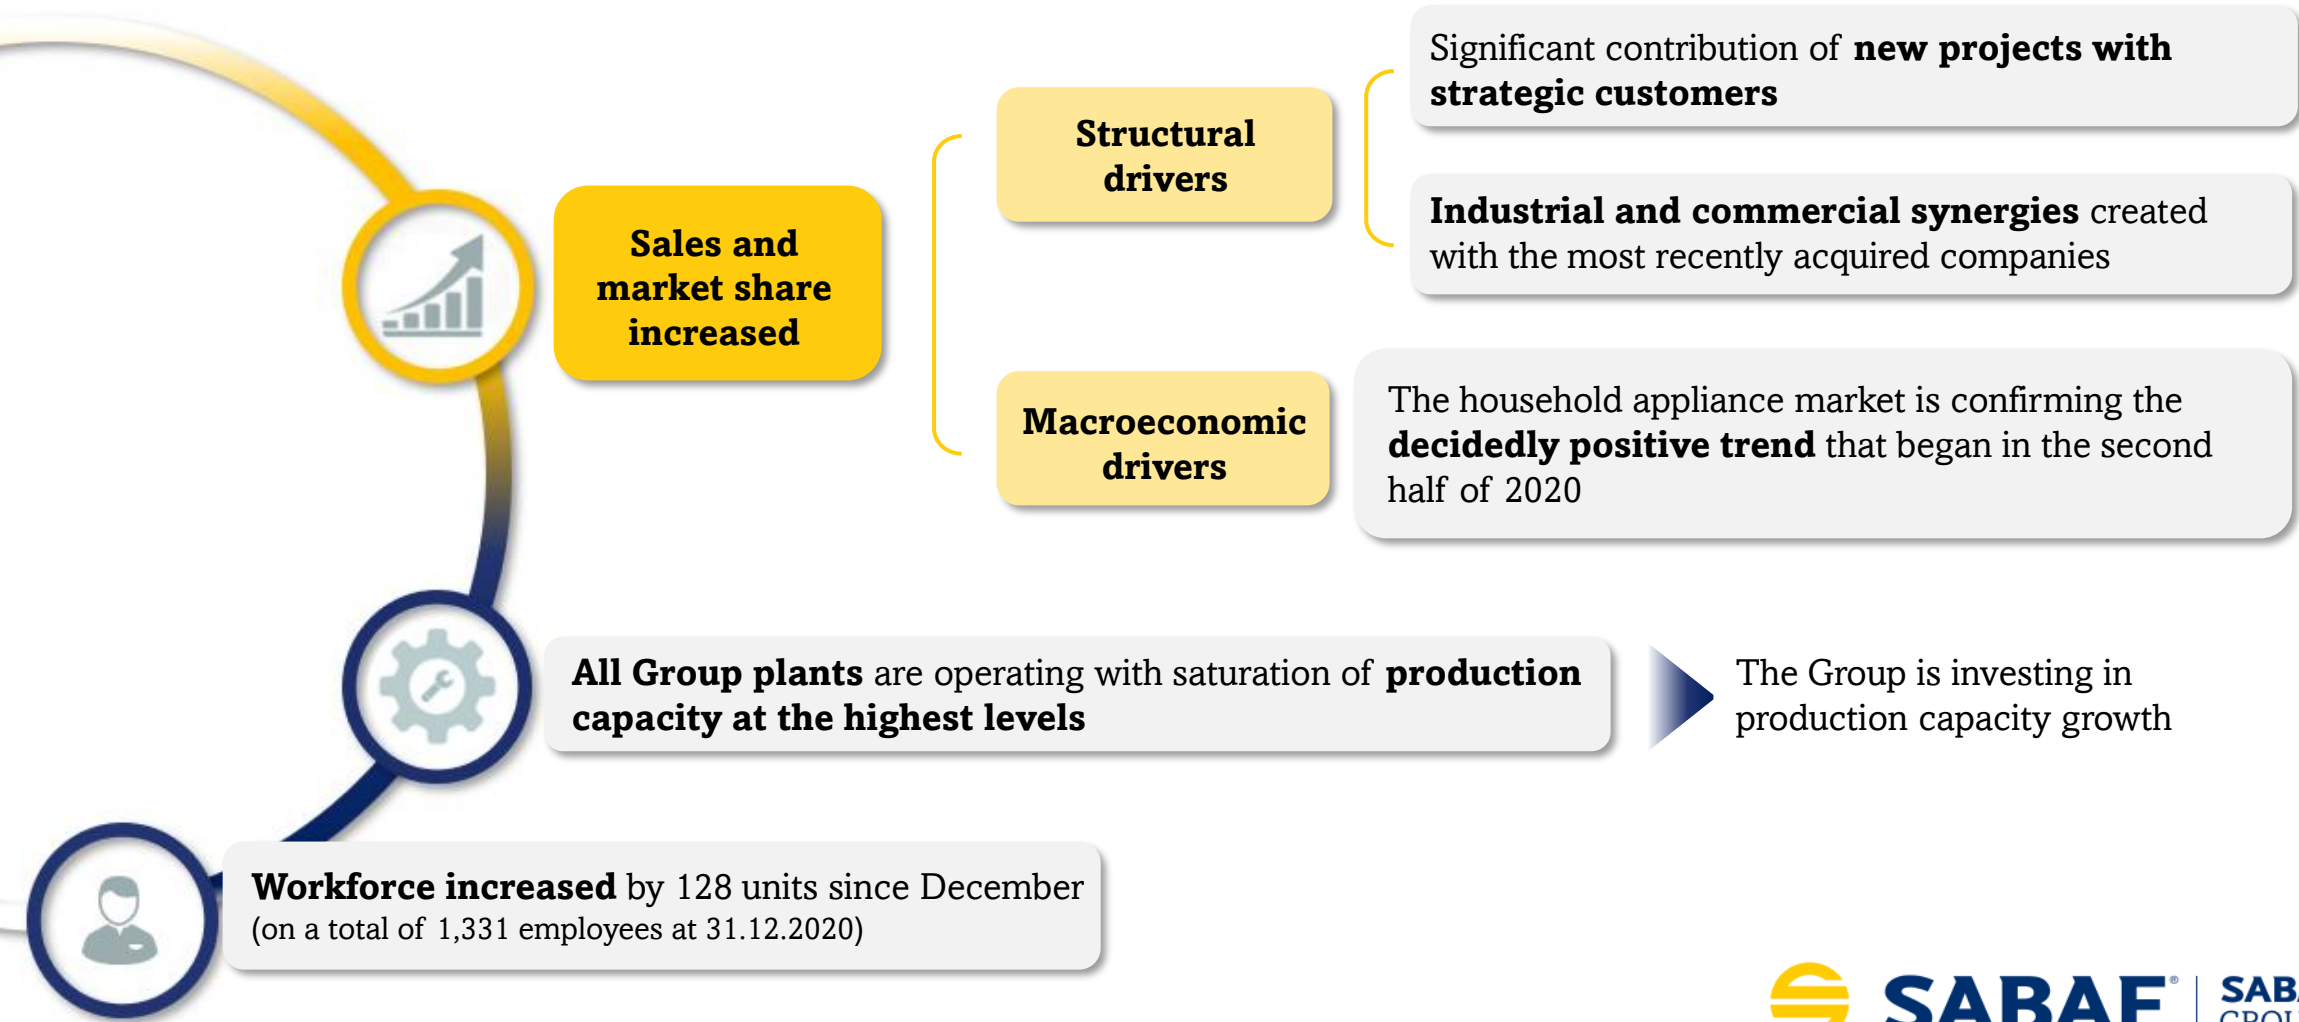 Significant contribution of new projects with
strategic customers
Structural
drivers
Industrial and commercial synergies created
with the most recently acquired companies
Sales and
market share
increased
Macroeconomic
drivers
The household appliance market is confirming the
decidedly positive trend that began in the second
half of 2020
All Group plants are operating with saturation of production
capacity at the highest levels
The Group is investing in
production capacity growth
Workforce increased by 128 units since December
(on a total of 1,331 employees at 31.12.2020)
SABAF®